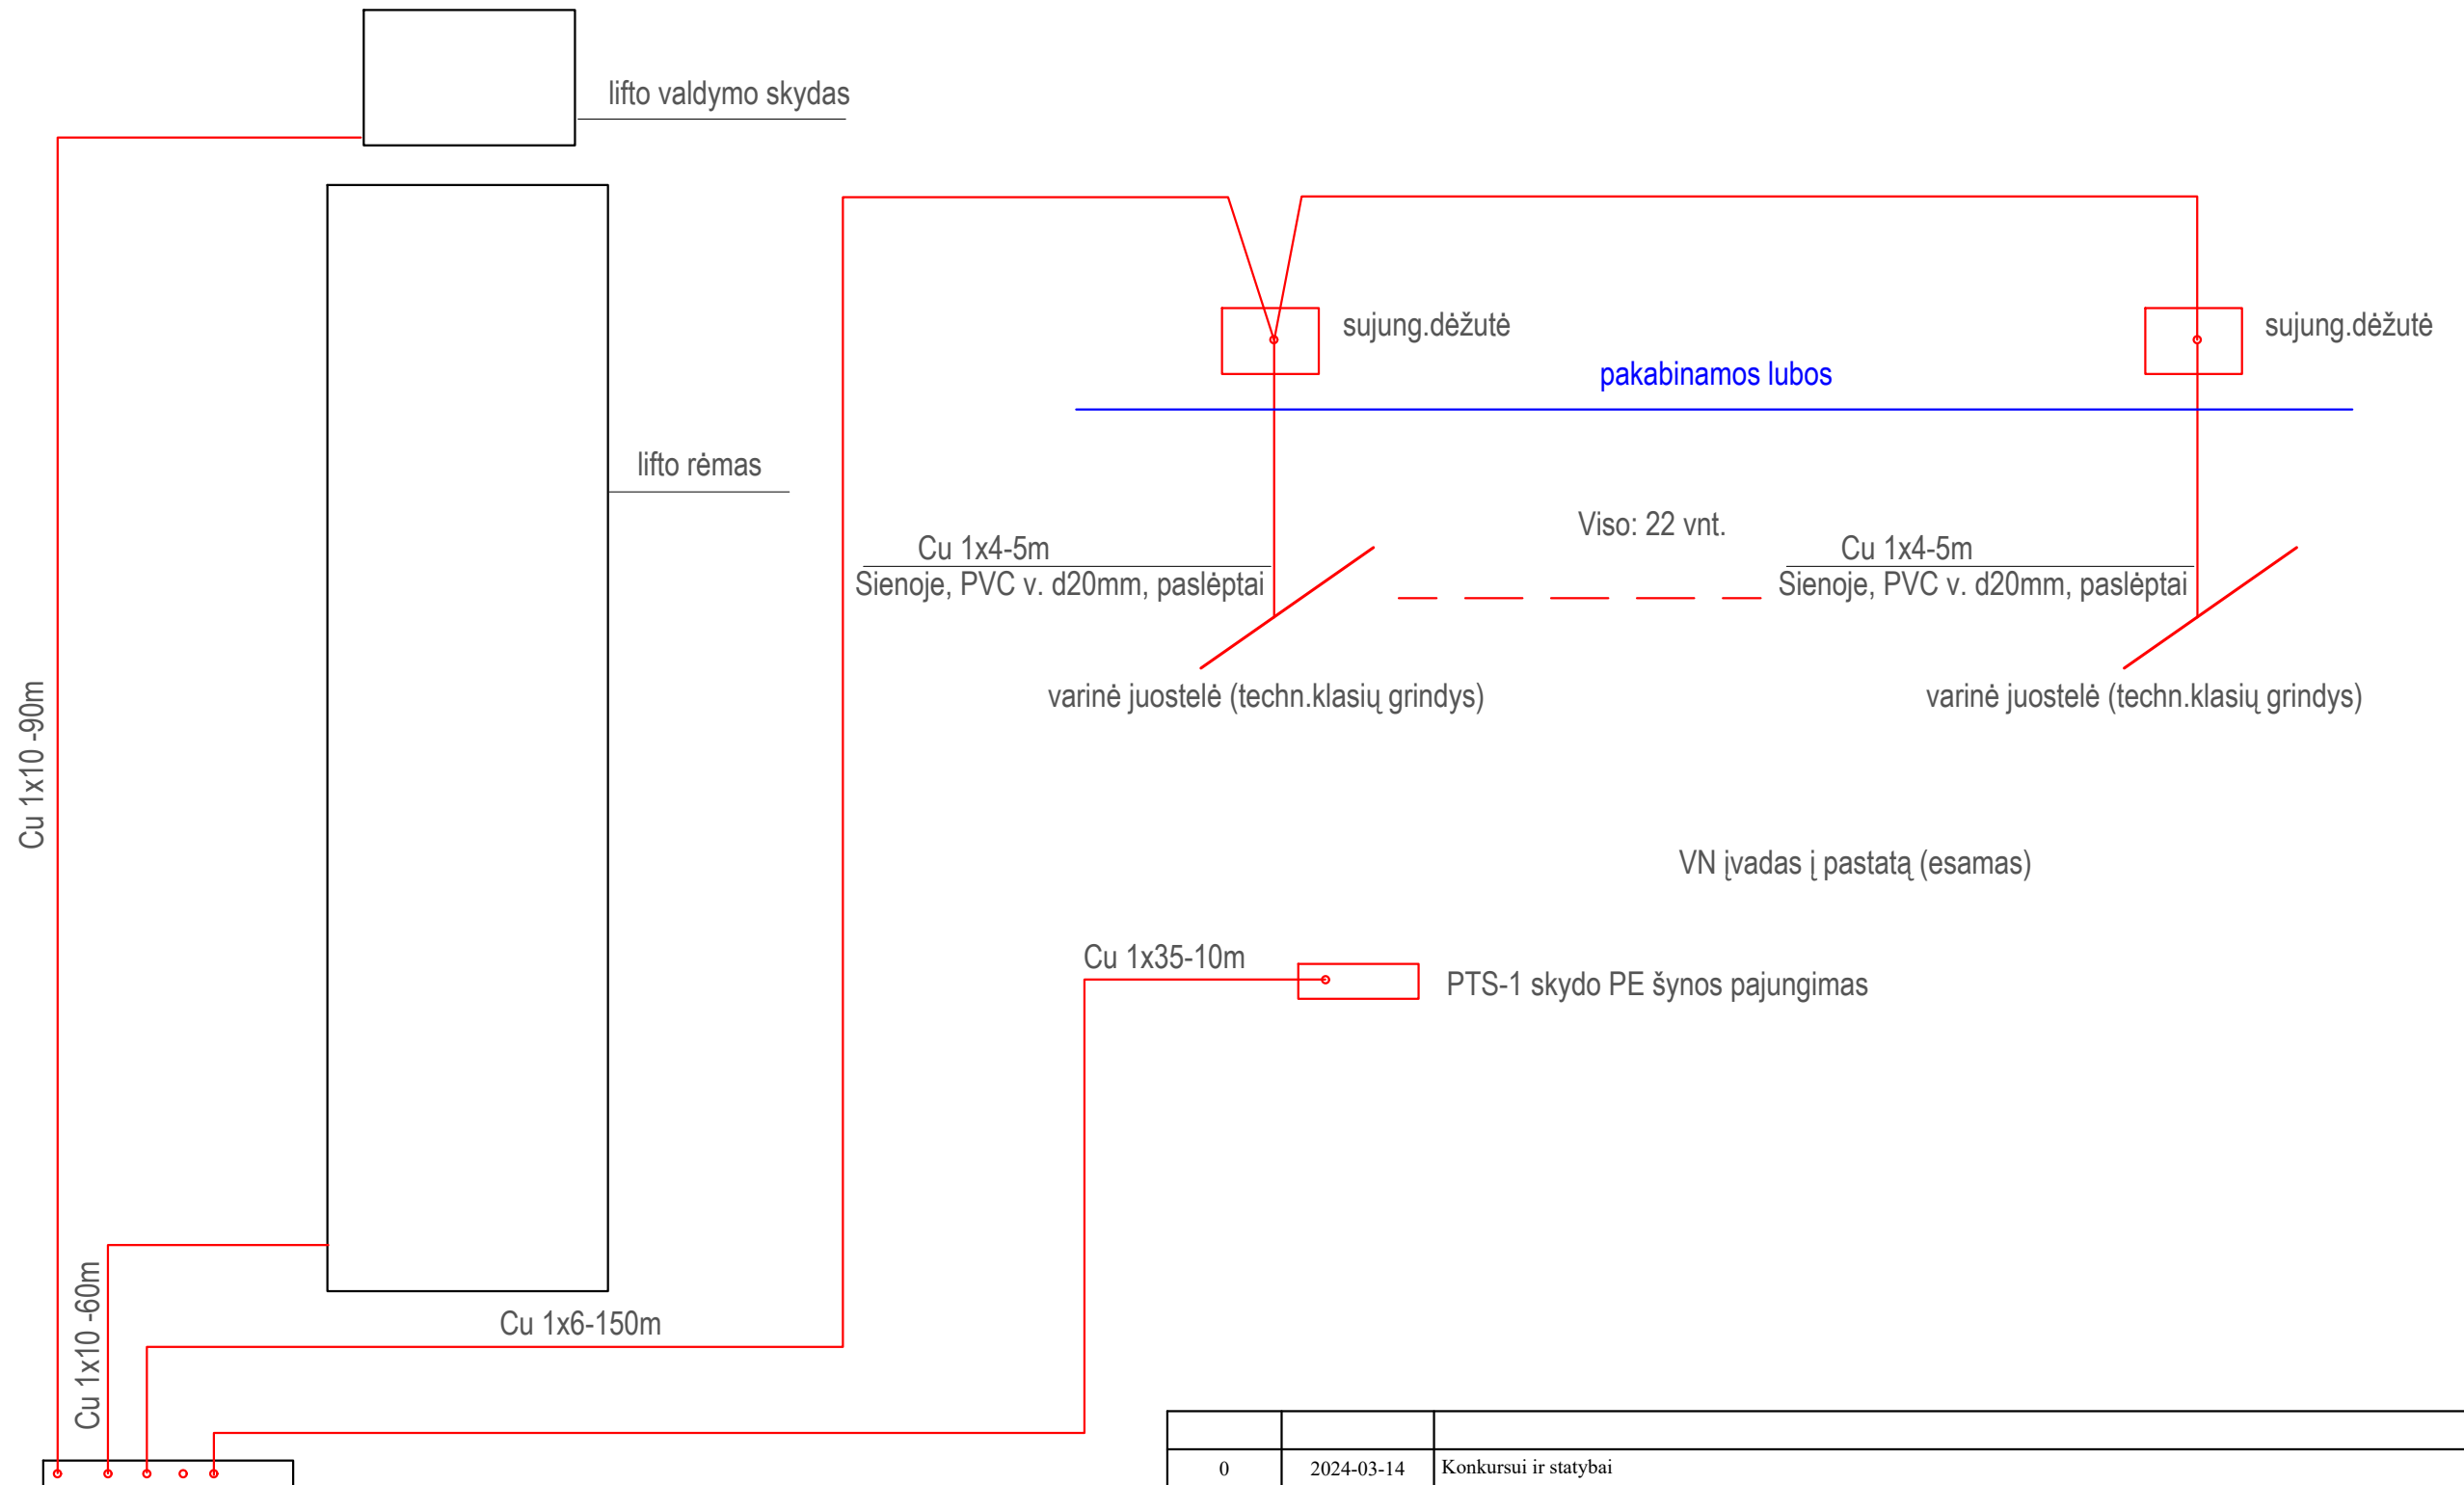 lifto valdymo skydas
sujung.dėžutė
sujung.dėžutė
pakabinamos lubos
lifto rėmas
Viso: 22 vnt.
Cu 1x4-5m
Sienoje, PVC v. d20mm, paslėptai
Cu 1x4-5m
Sienoje, PVC v. d20mm, paslėptai
varinė juostelė (techn.klasių grindys)
varinė juostelė (techn.klasių grindys)
Cu 1x10 -90m
VN įvadas į pastatą (esamas)
Cu 1x35-10m
PTS-1 skydo PE šynos pajungimas
Cu 1x10 -60m
Cu 1x6-150m
0 2024-03-14 Konkursui ir statybai